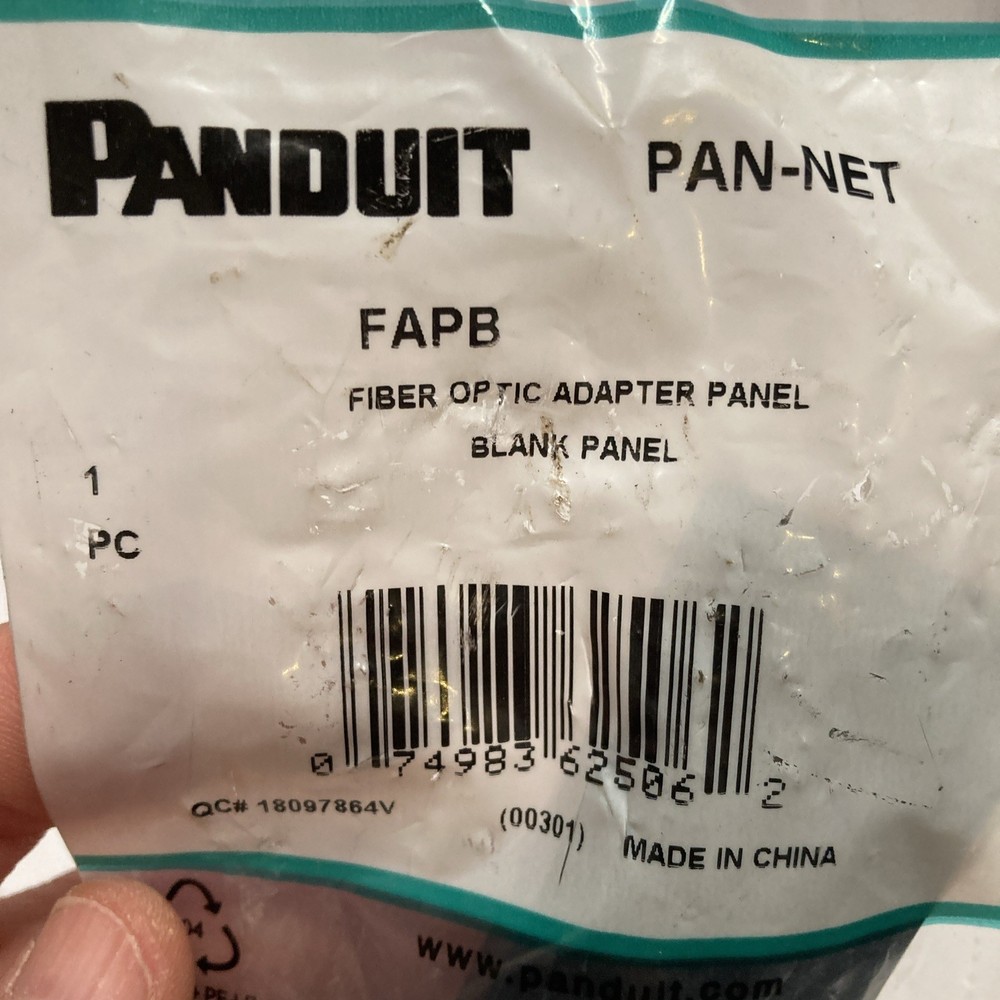 PANDUIT PAN-NET
FAPB
FIBER OPTIC ADAPTER PANEL
BLANK PANEL
1
PC
0 74983 62506 2
QC# 18097864V (00301) MADE IN CHINA
04
www.panduit.com